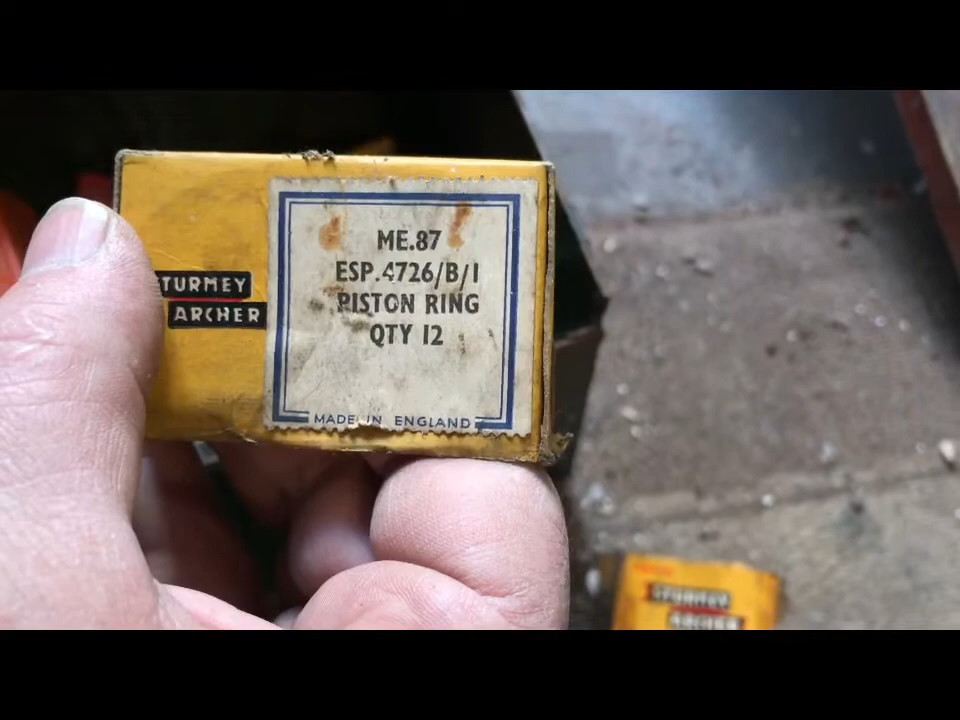 STURMEY
ARCHER
ME.87
ESP.4726/B/1
PISTON RING
QTY 12
MADE IN ENGLAND
STURMEY
ARCHER